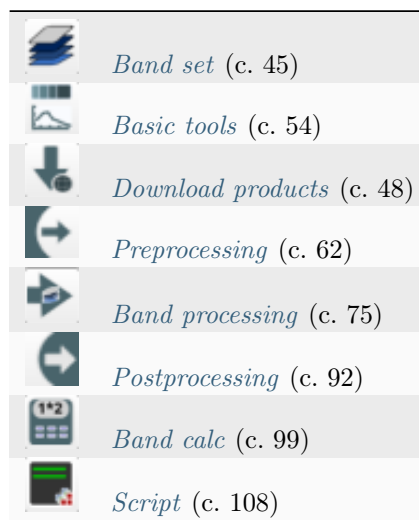 Band set (с. 45)
Basic tools (с. 54)
Download products (с. 48)
Preprocessing (с. 62)
Band processing (с. 75)
Postprocessing (с. 92)
1*2
Band calc (с. 99)
Script (с. 108)